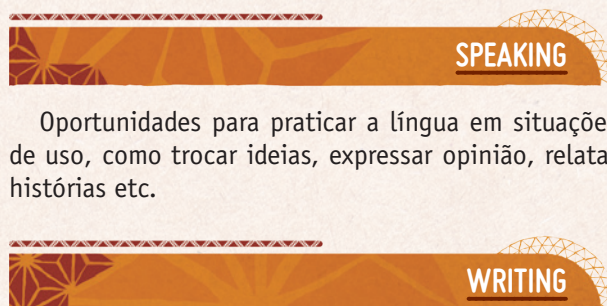 SPEAKING
Oportunidades para praticar a língua em situaçõe
de uso, como trocar ideias, expressar opinião, relata
histórias etc.
WRITING